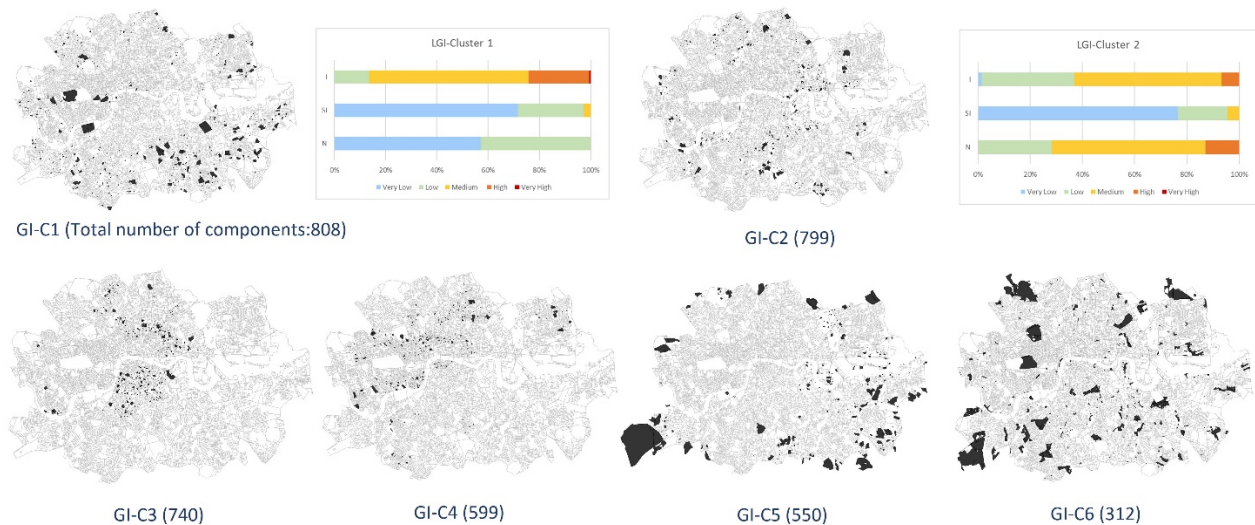 LGI-Cluster 1
I
SI
N
0% 20% 40% 60% 80% 100%
Very Low Low Medium High Very High
GI-C1 (Total number of components:808)
LGI-Cluster 2
I
SI
N
0% 20% 40% 60% 80% 100%
Very Low Low Medium High Very High
GI-C2 (799)
GI-C3 (740)
GI-C4 (599)
GI-C5 (550)
GI-C6 (312)